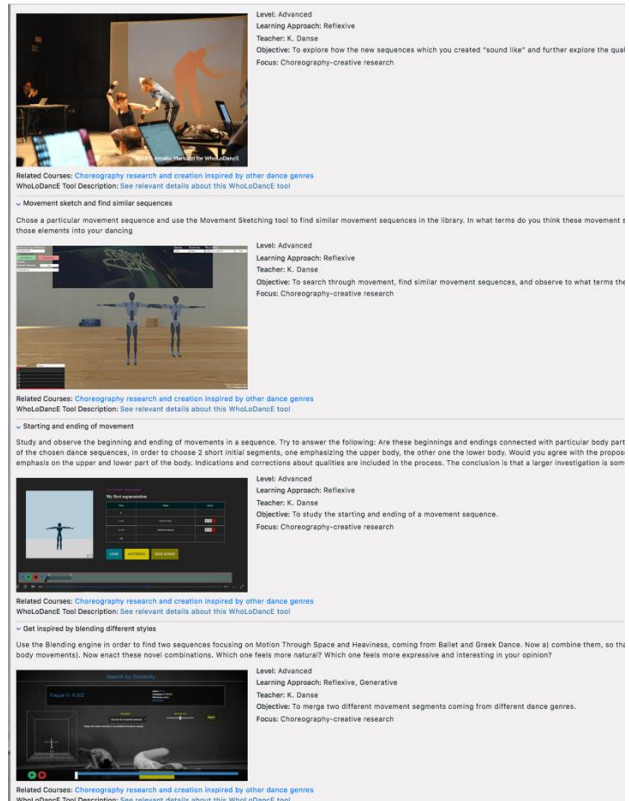 Level: Advanced
Learning Approach: Reflexive
Teacher: K. Danse
Objective: To explore how the new sequences which you created "sound like" and further explore the qual
Focus: Choreography-creative research
Amalia Markatzi for WhoLoDancE
Related Courses: Choreography research and creation inspired by other dance genres
WhoLoDancE Tool Description: See relevant details about this WhoLoDancE tool
Movement sketch and find similar sequences
Chose a particular movement sequence and use the Movement Sketching tool to find similar movement sequences in the library. In what terms do you think these movement s
those elements into your dancing
Level: Advanced
Learning Approach: Reflexive
Teacher: K. Danse
Objective: To search through movement, find similar movement sequences, and observe to what terms the
Focus: Choreography-creative research
Related Courses: Choreography research and creation inspired by other dance genres
WhoLoDancE Tool Description: See relevant details about this WhoLoDancE tool
Starting and ending of movement
Study and observe the beginning and ending of movements in a sequence. Try to answer the following: Are these beginnings and endings connected with particular body part
of the chosen dance sequences, in order to choose 2 short initial segments, one emphasizing the upper body, the other one the lower body. Would you agree with the propose
emphasis on the upper and lower part of the body. Indications and corrections about qualities are included in the process. The conclusion is that a larger investigation is som
Level: Advanced
Learning Approach: Reflexive
Teacher: K. Danse
Objective: To study the starting and ending of a movement sequence.
Focus: Choreography-creative research
My first segmentation
Related Courses: Choreography research and creation inspired by other dance genres
WhoLoDancE Tool Description: See relevant details about this WhoLoDancE tool
Get inspired by blending different styles
Use the Blending engine in order to find two sequences focusing on Motion Through Space and Heaviness, coming from Ballet and Greek Dance. Now a) combine them, so tha
body movements). Now enact these novel combinations. Which one feels more natural? Which one feels more expressive and interesting in your opinion?
Level: Advanced
Learning Approach: Reflexive, Generative
Teacher: K. Danse
Objective: To merge two different movement segments coming from different dance genres.
Focus: Choreography-creative research
Search by Similarity
Related Courses: Choreography research and creation inspired by other dance genres
WhoLoDancE Tool Description: See relevant details about this WhoLoDancE tool